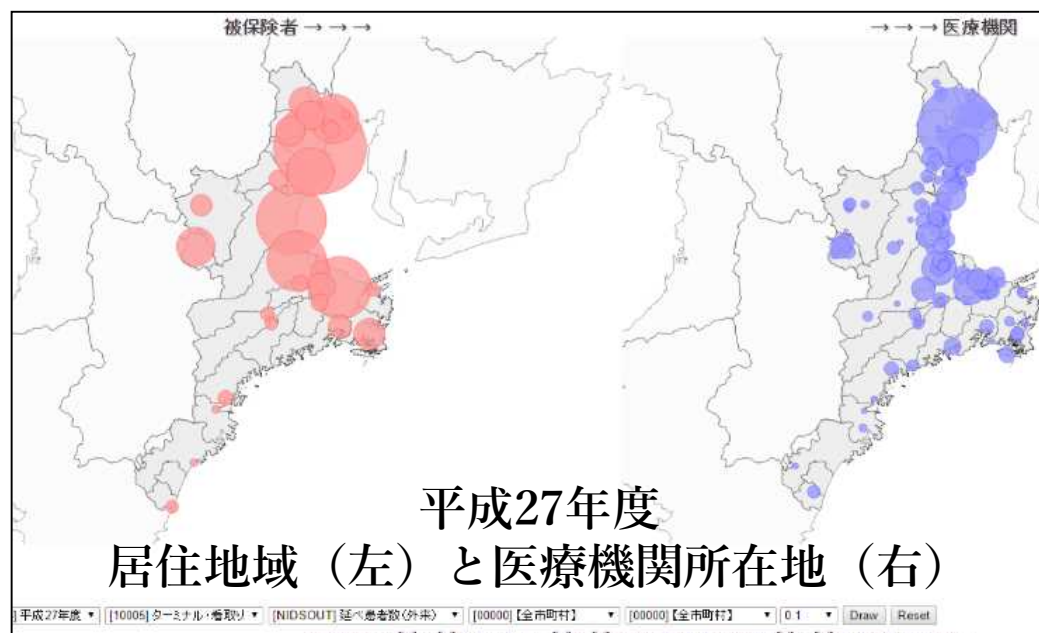 被保険者 → → →
→ → → 医療機関
平成27年度
居住地域（左）と医療機関所在地（右）
] 平成27年度 ▼ [10005] ターミナル・看取り ▼ [NIDSOUT] 延べ患者数(外来) ▼ [00000]【全市町村】 ▼ [00000]【全市町村】 ▼ 0.1 ▼ Draw Reset